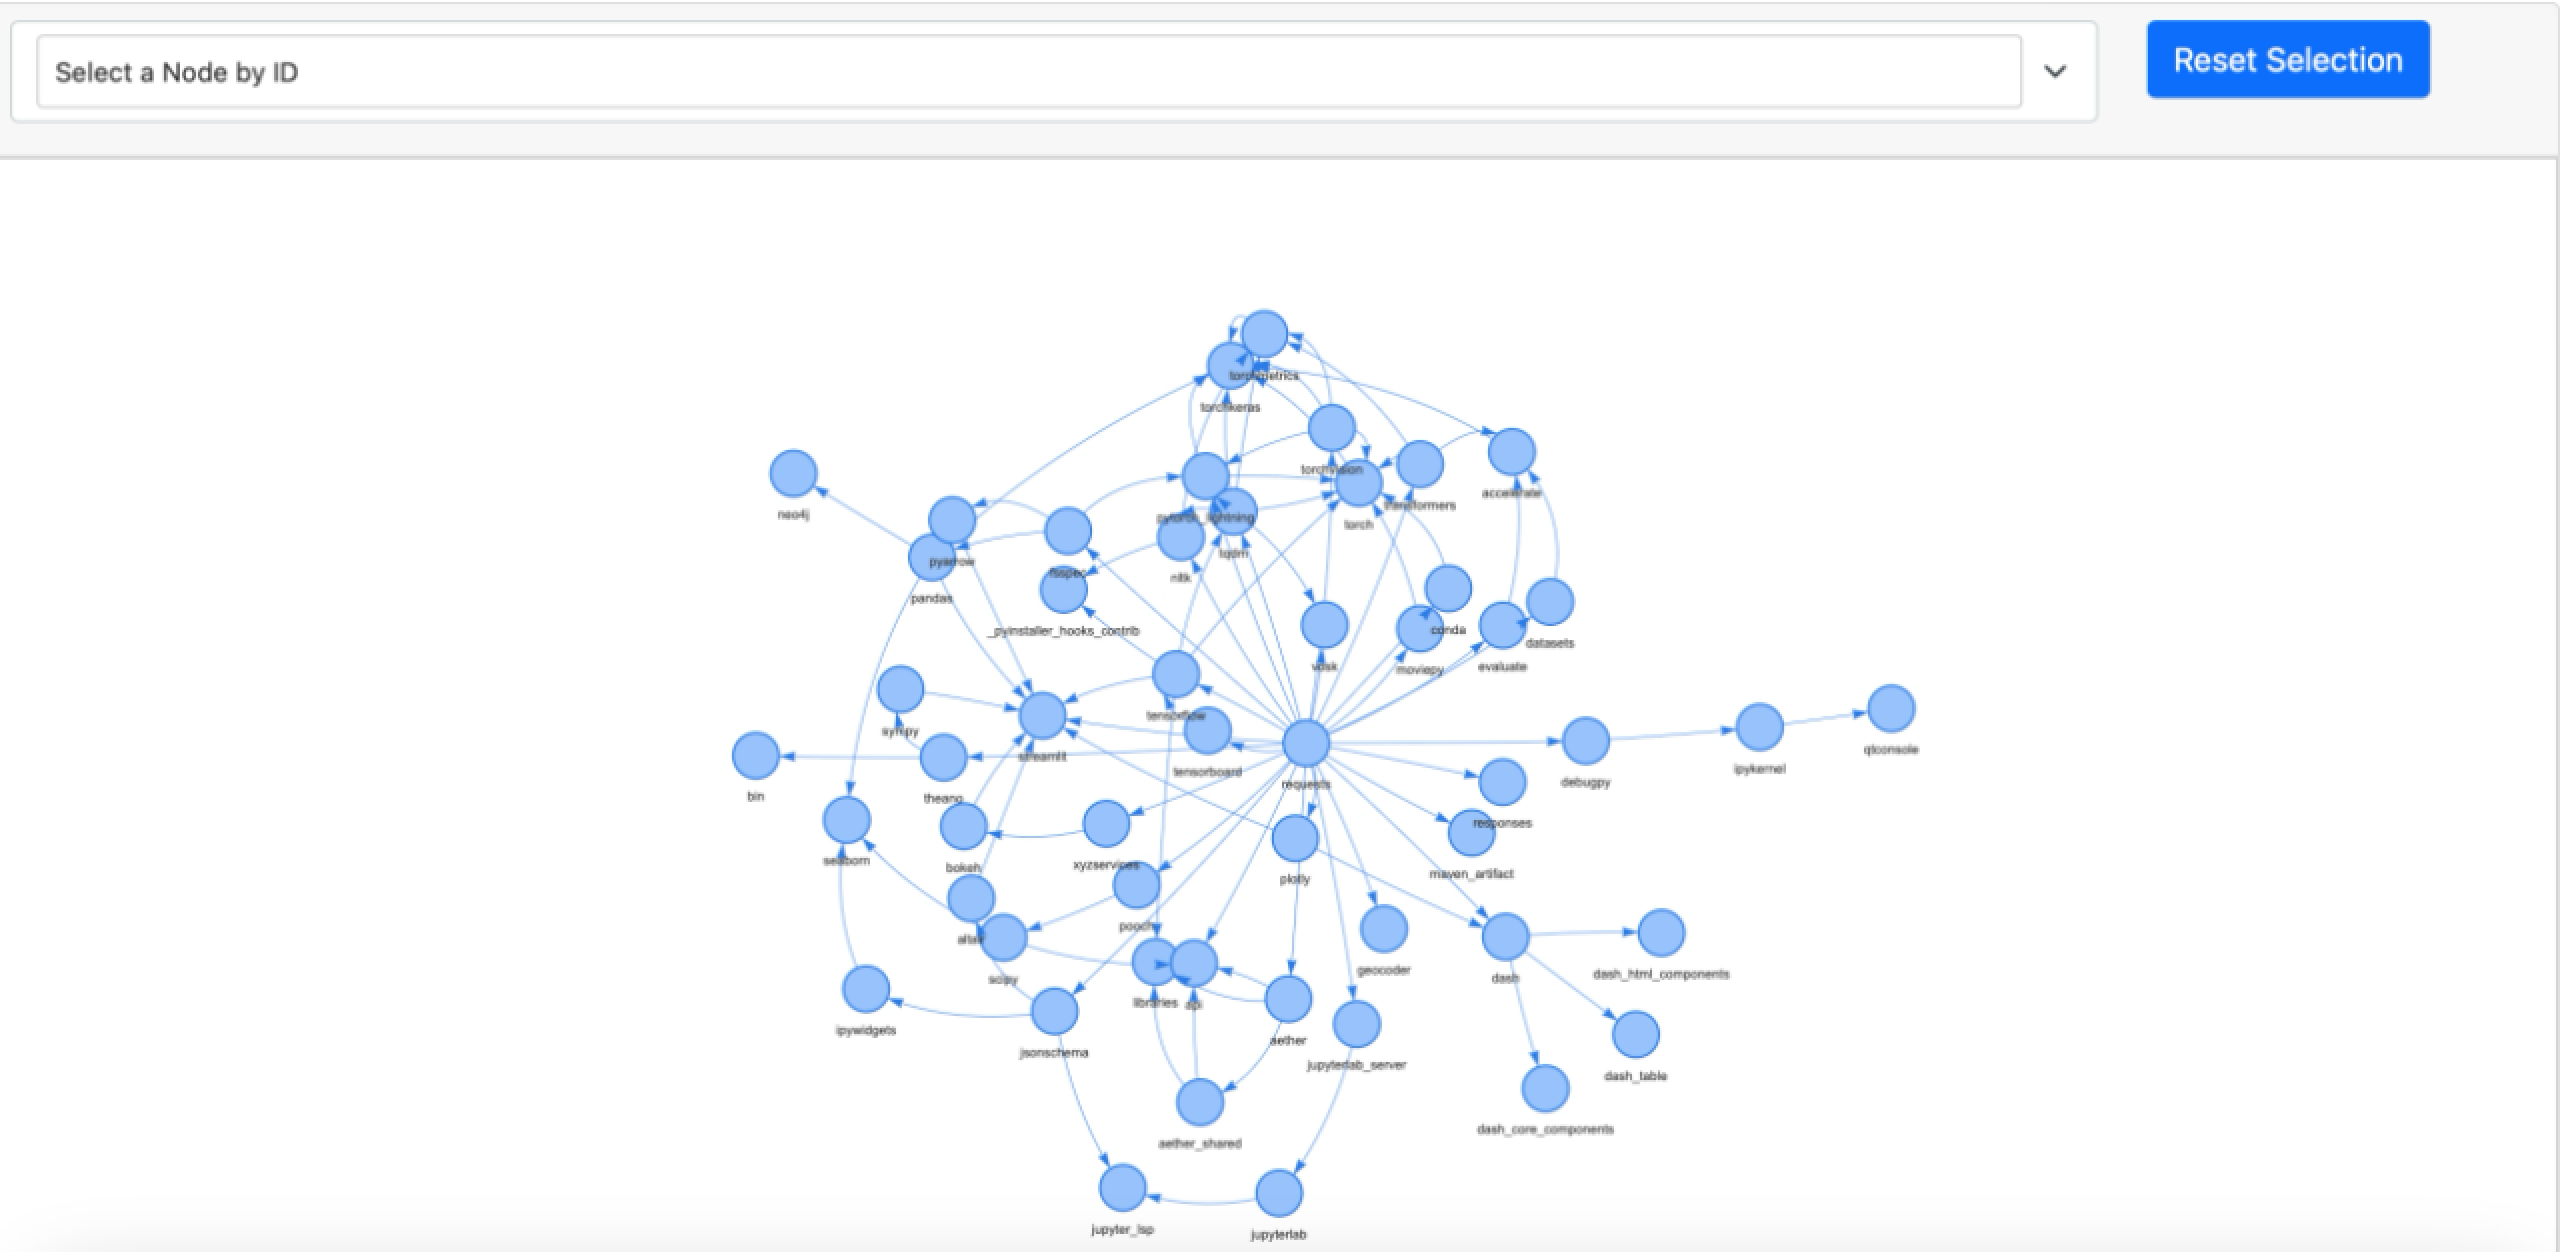 Select a Node by ID
Reset Selection
torchmetrics
torchkeras
torchvision
accelerate
transformers
neo4j
pytorch_lightning
torch
tqdm
pyarrow
fsspec
nltk
pandas
_pyinstaller_hooks_contrib
conda
datasets
vosk
moviepy
evaluate
tensorflow
sympy
streamlit
qtconsole
ipykernel
tensorboard
requests
debugpy
bin
theano
responses
seaborn
bokeh
xyzservices
maven_artifact
plotly
pooch
altair
geocoder
dash_html_components
scipy
dash
libraries
api
ipywidgets
aether
jsonschema
jupyterlab_server
dash_table
dash_core_components
aether_shared
jupyter_lsp
jupyterlab